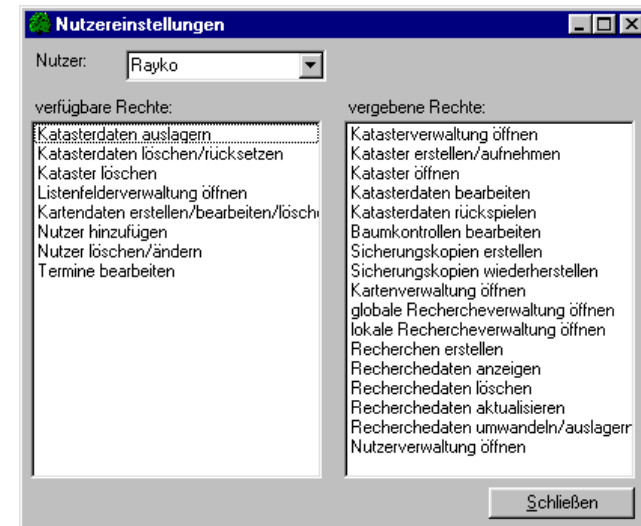 Nutzereinstellungen
Nutzer:
Rayko
verfügbare Rechte:
Katasterdaten auslagern
Katasterdaten löschen/rücksetzen
Kataster löschen
Listenfelderverwaltung öffnen
Kartendaten erstellen/bearbeiten/lösch
Nutzer hinzufügen
Nutzer löschen/ändern
Termine bearbeiten
vergebene Rechte:
Katasterverwaltung öffnen
Kataster erstellen/aufnehmen
Kataster öffnen
Katasterdaten bearbeiten
Katasterdaten rückspielen
Baumkontrollen bearbeiten
Sicherungskopien erstellen
Sicherungskopien wiederherstellen
Kartenverwaltung öffnen
globale Rechercheverwaltung öffnen
lokale Rechercheverwaltung öffnen
Recherchen erstellen
Recherchedaten anzeigen
Recherchedaten löschen
Recherchedaten aktualisieren
Recherchedaten umwandeln/auslagern
Nutzerverwaltung öffnen
Schließen